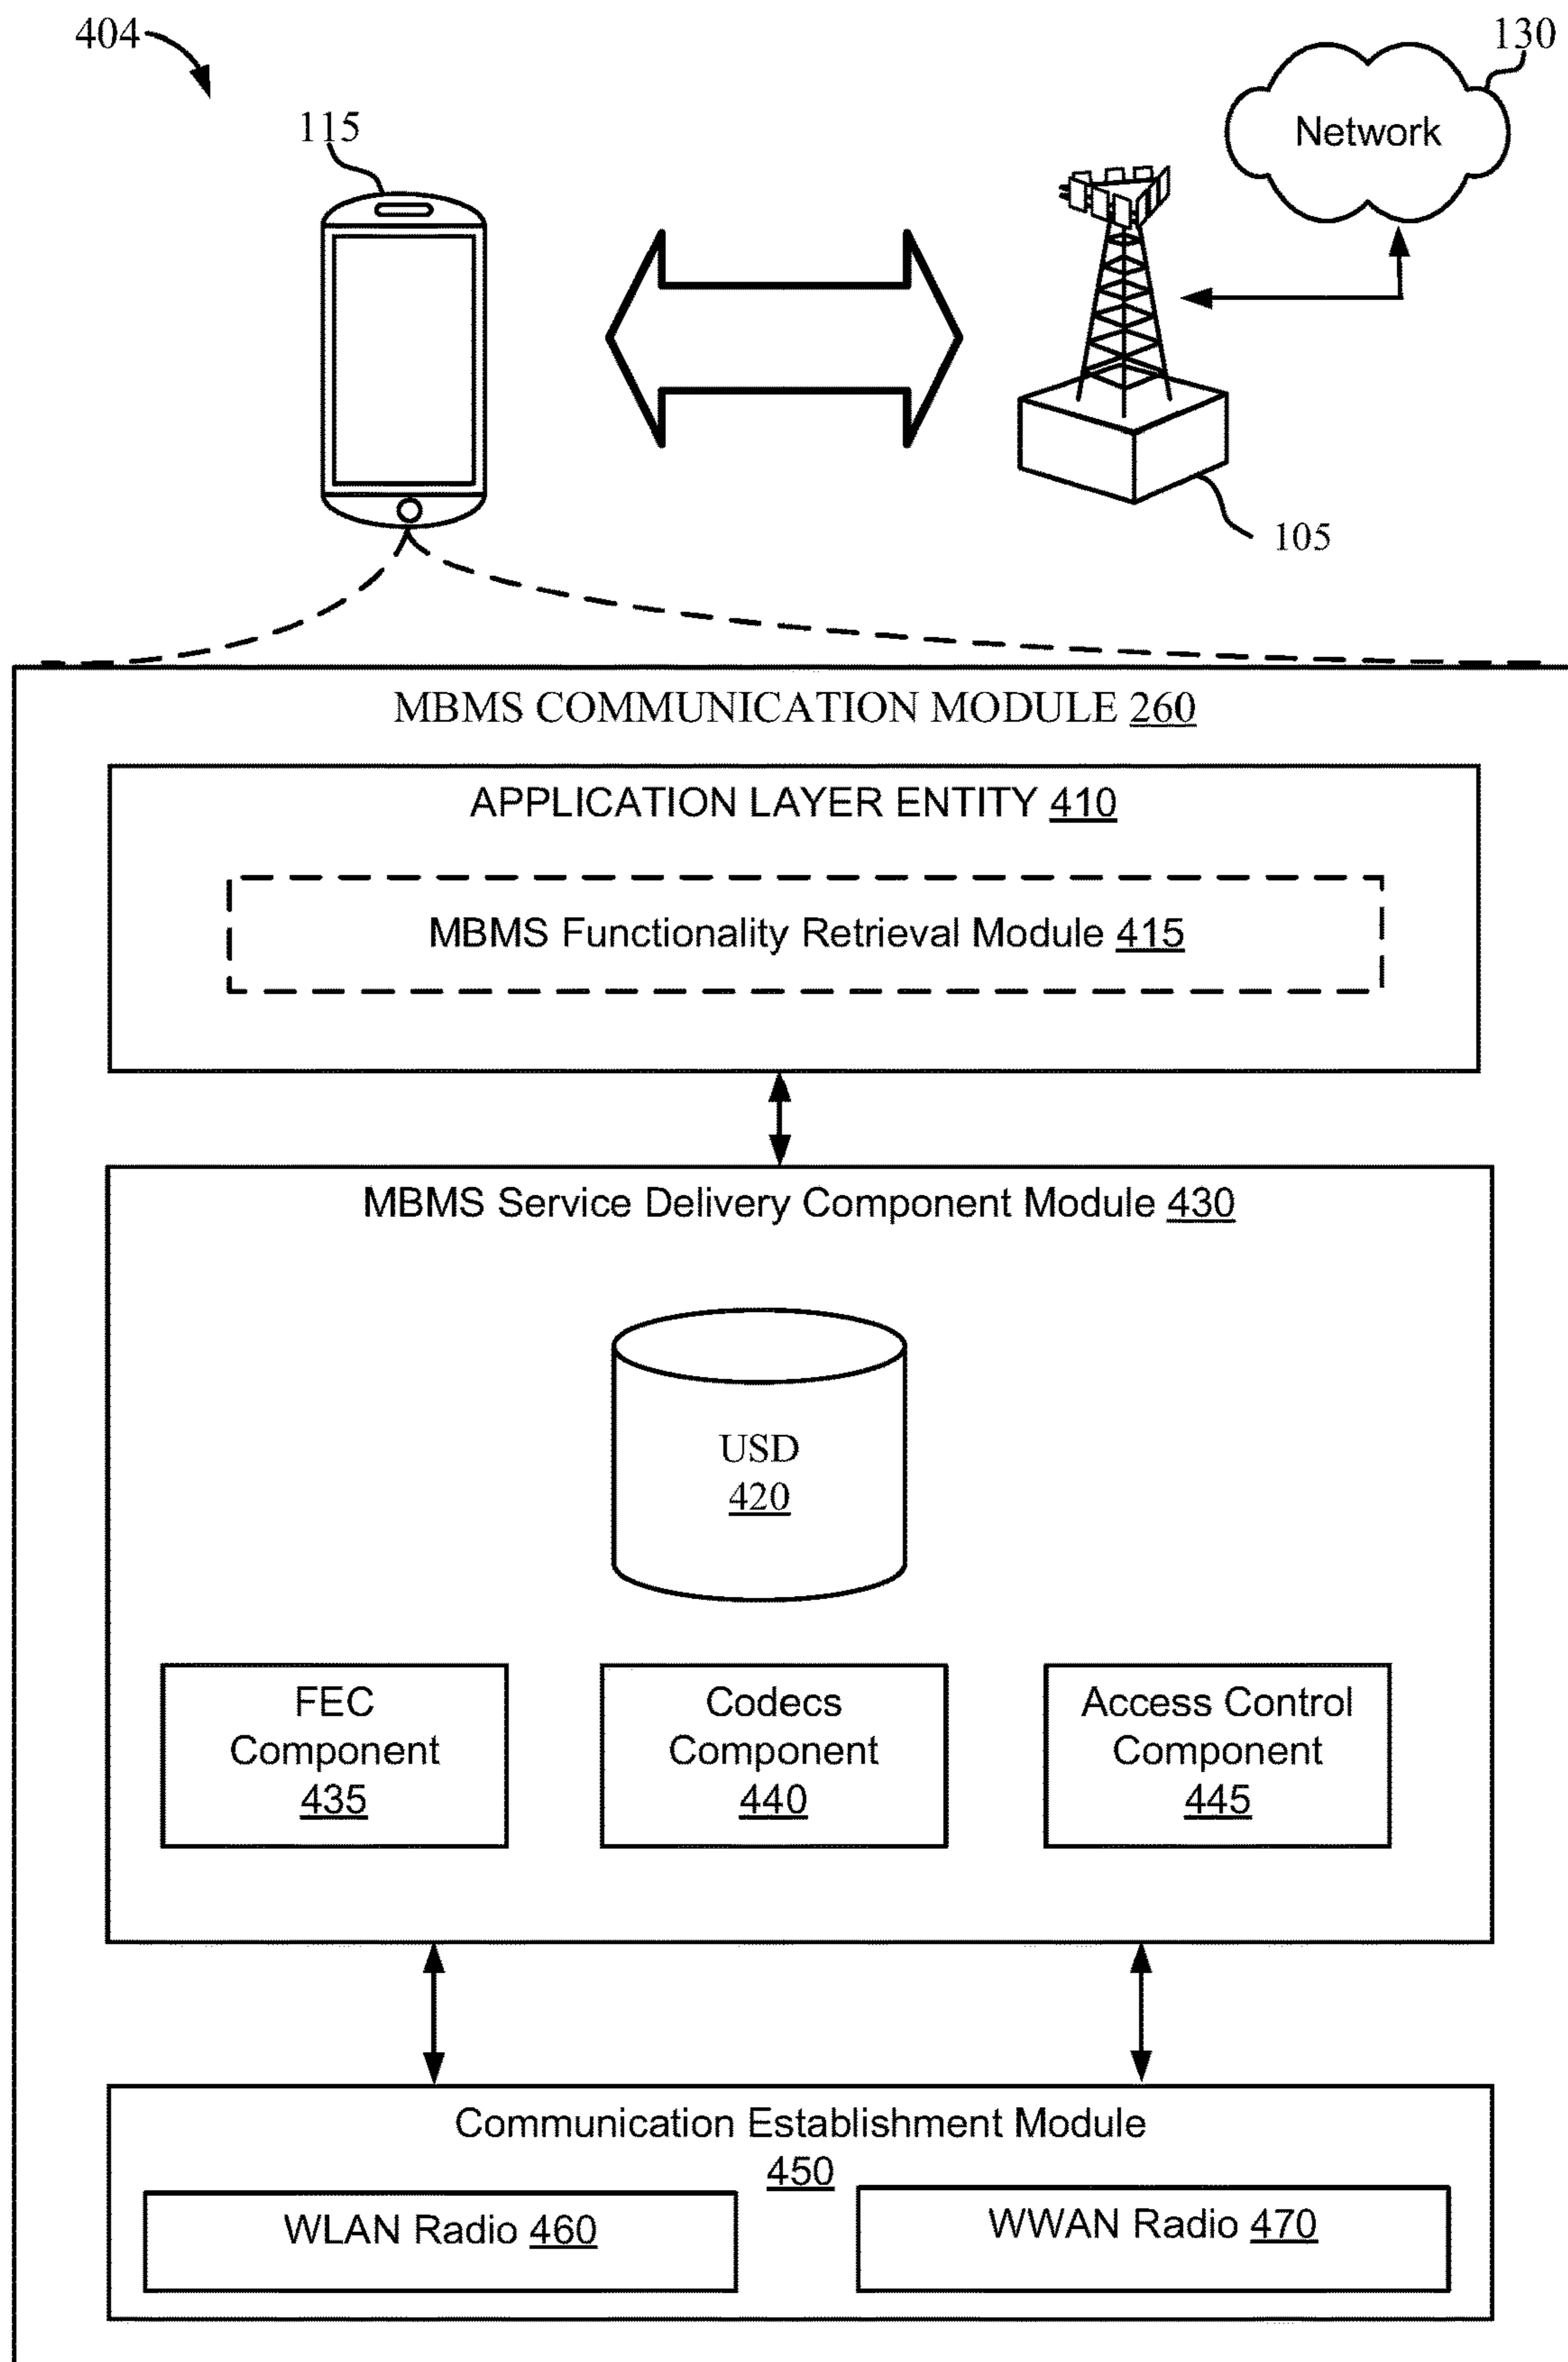 404
130
115
Network
105
MBMS COMMUNICATION MODULE 260
APPLICATION LAYER ENTITY 410
MBMS Functionality Retrieval Module 415
MBMS Service Delivery Component Module 430
USD
420
FEC
Component
435
Codecs
Component
440
Access Control
Component
445
Communication Establishment Module
450
WLAN Radio 460
WWAN Radio 470